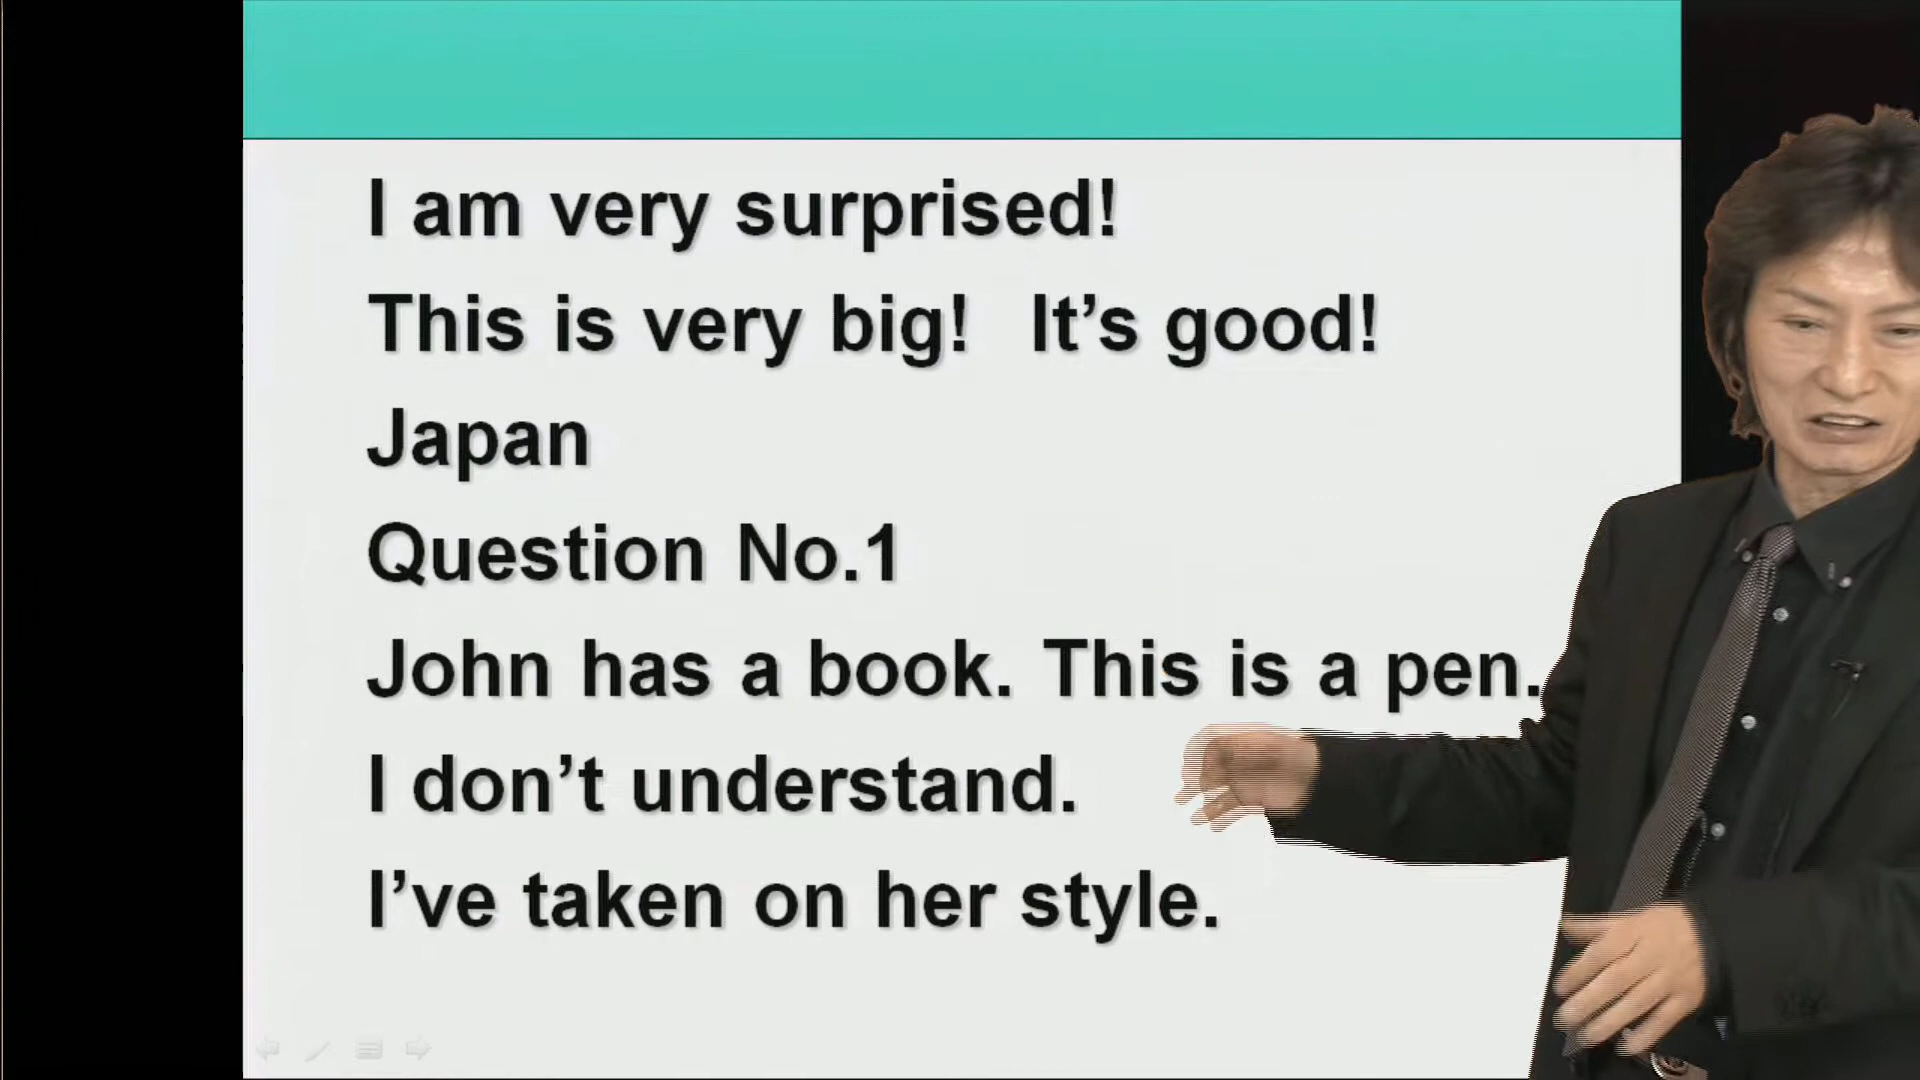 I am very surprised!
This is very big!   It’s good!
Japan
Question No.1
John has a book. This is a pen.
I don’t understand.
I’ve taken on her style.